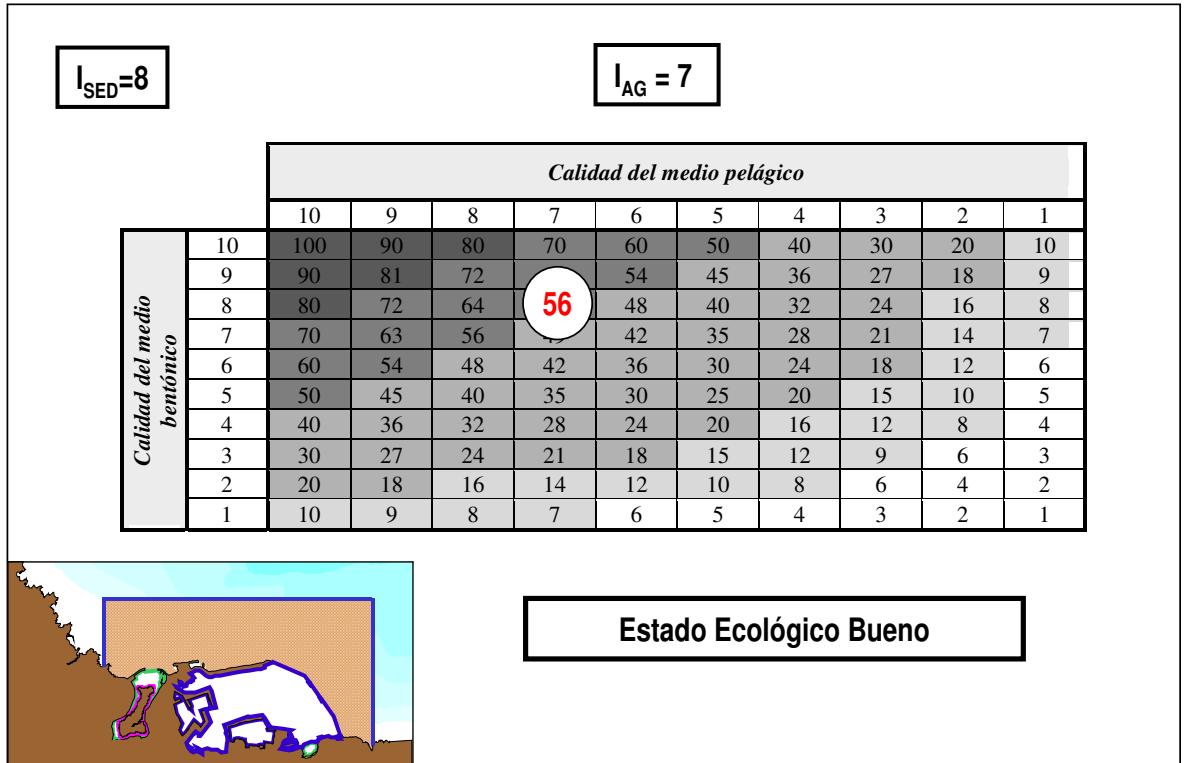 I_SED=8
I_AG = 7
Calidad del medio pelágico
10 9 8 7 6 5 4 3 2 1
Calidad del medio
bentónico
10 100 90 80 70 60 50 40 30 20 10
9 90 81 72 54 45 36 27 18 9
8 80 72 64 56 48 40 32 24 16 8
7 70 63 56 42 35 28 21 14 7
6 60 54 48 42 36 30 24 18 12 6
5 50 45 40 35 30 25 20 15 10 5
4 40 36 32 28 24 20 16 12 8 4
3 30 27 24 21 18 15 12 9 6 3
2 20 18 16 14 12 10 8 6 4 2
1 10 9 8 7 6 5 4 3 2 1
Estado Ecológico Bueno